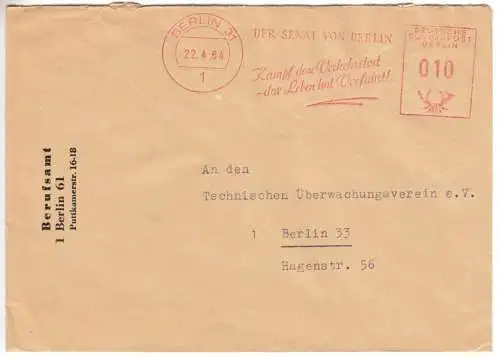 BERLIN 31
22.4.64
1
DER SENAT VON BERLIN
Kampf dem Verkehrstod
- das Leben hat Vorfahrt!
DEUTSCHE
BUNDESPOST
BERLIN
010
Berufsamt
1 Berlin 61
Puttkamerstr. 16-18
An den
Technischen Überwachungsverein e.V.
1 Berlin 33
Hagenstr. 56